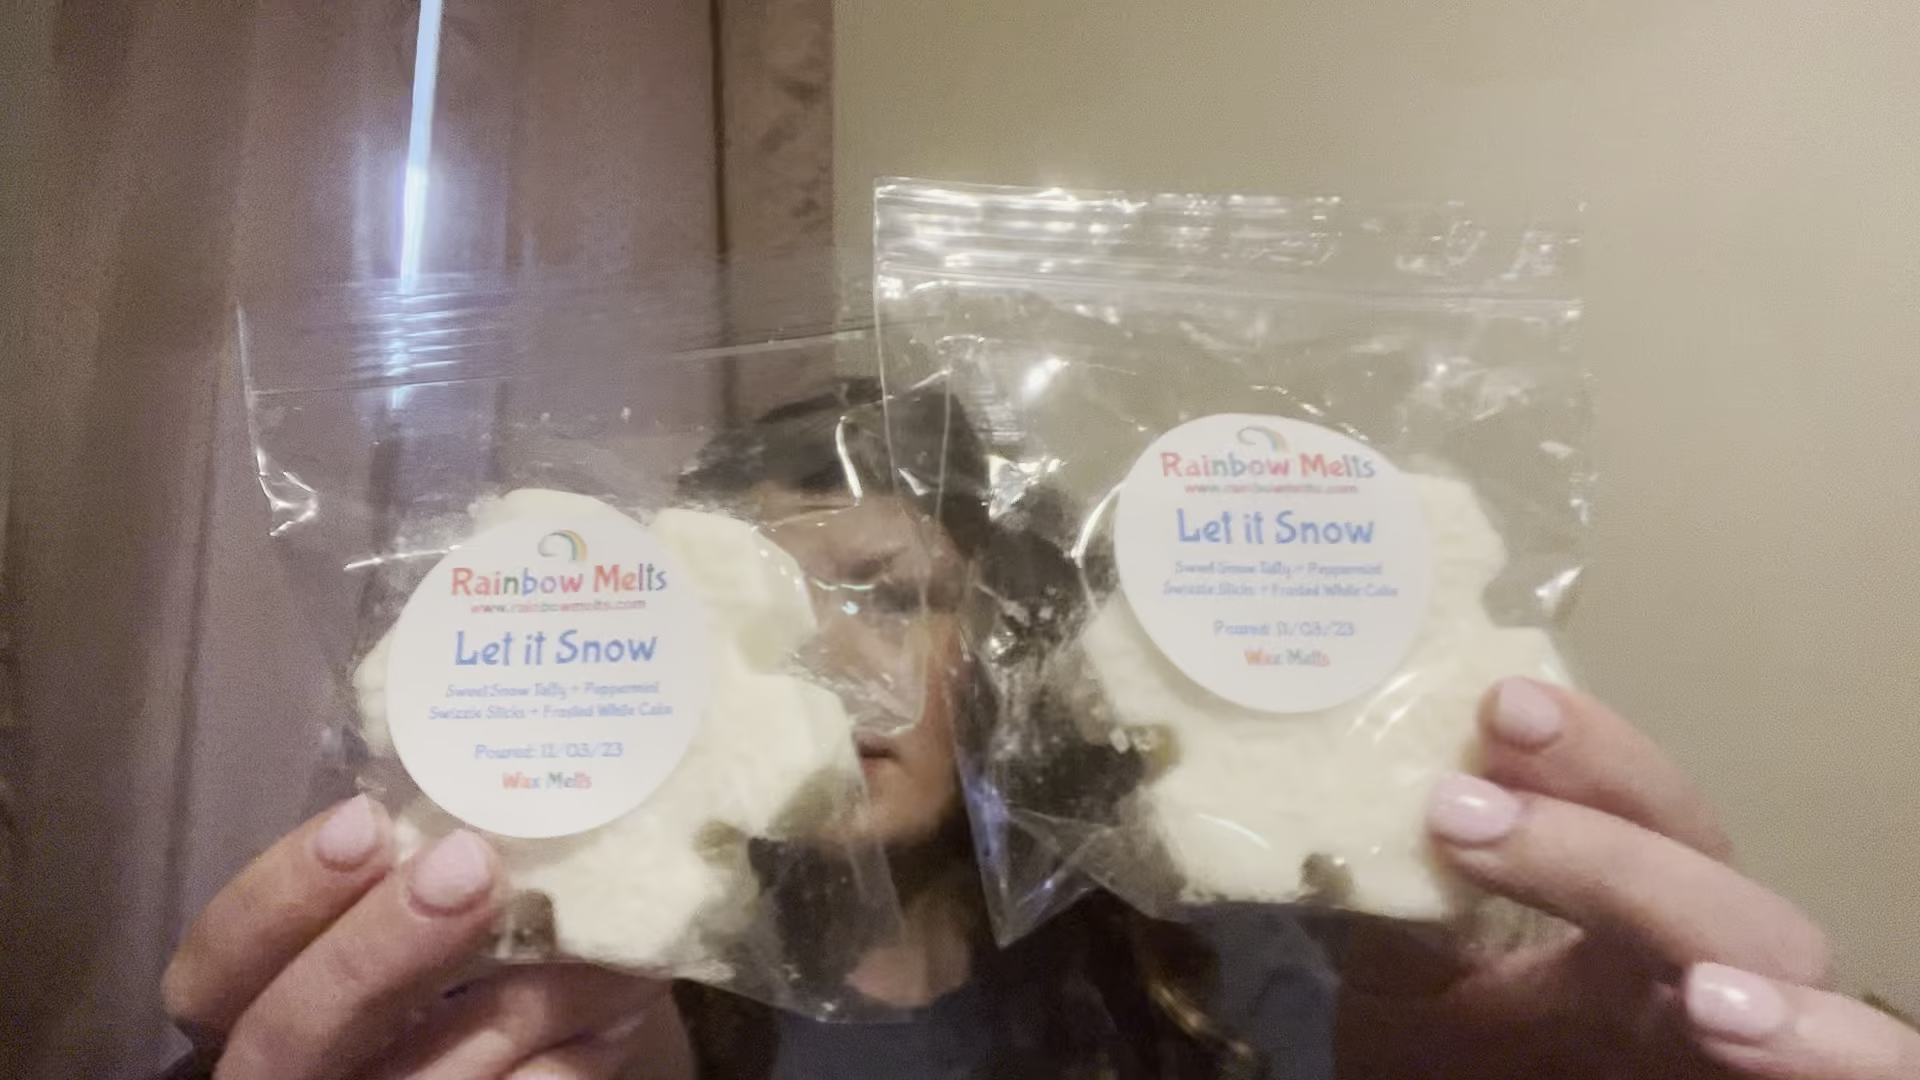 Rainbow Melts
www.rainbowmelts.com
Let it Snow
Sweet Snow Taffy + Peppermint
Swizzle Sticks + Frosted White Cake
Poured: 11/03/23
Wax Melts
Rainbow Melts
www.rainbowmelts.com
Let it Snow
Sweet Snow Taffy + Peppermint
Swizzle Sticks + Frosted White Cake
Poured: 11/03/23
Wax Melts